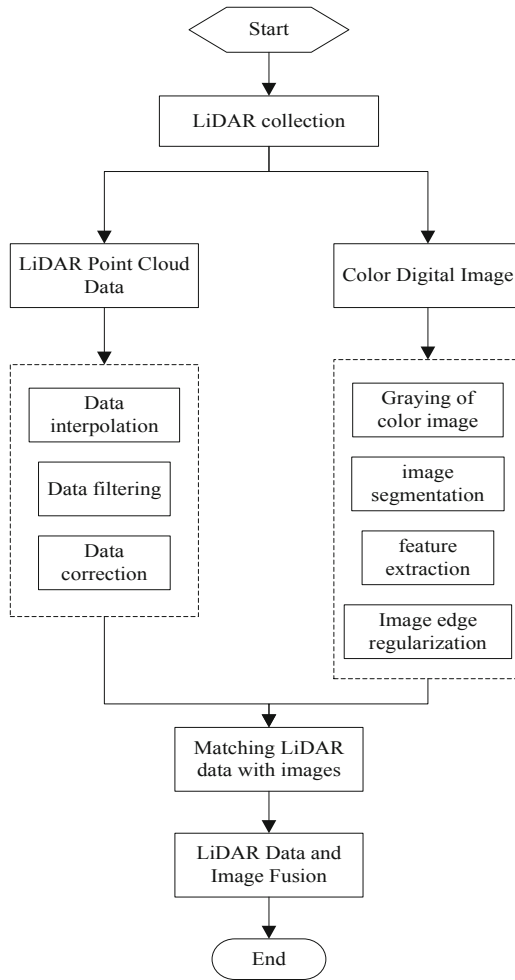 Start
LiDAR collection
LiDAR Point Cloud
Data
Color Digital Image
Data
interpolation
Data filtering
Data
correction
Graying of
color image
image
segmentation
feature
extraction
Image edge
regularization
Matching LiDAR
data with images
LiDAR Data and
Image Fusion
End